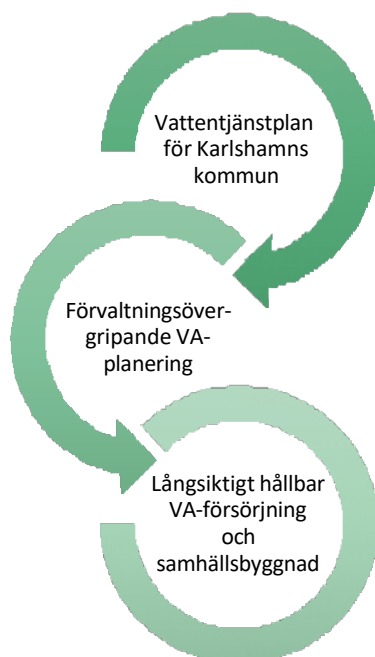 Vattentjänstplan
för Karlshamns
kommun
Förvaltningsöver-
gripande VA-
planering
Långsiktigt hållbar
VA-försörjning
och
samhällsbyggnad